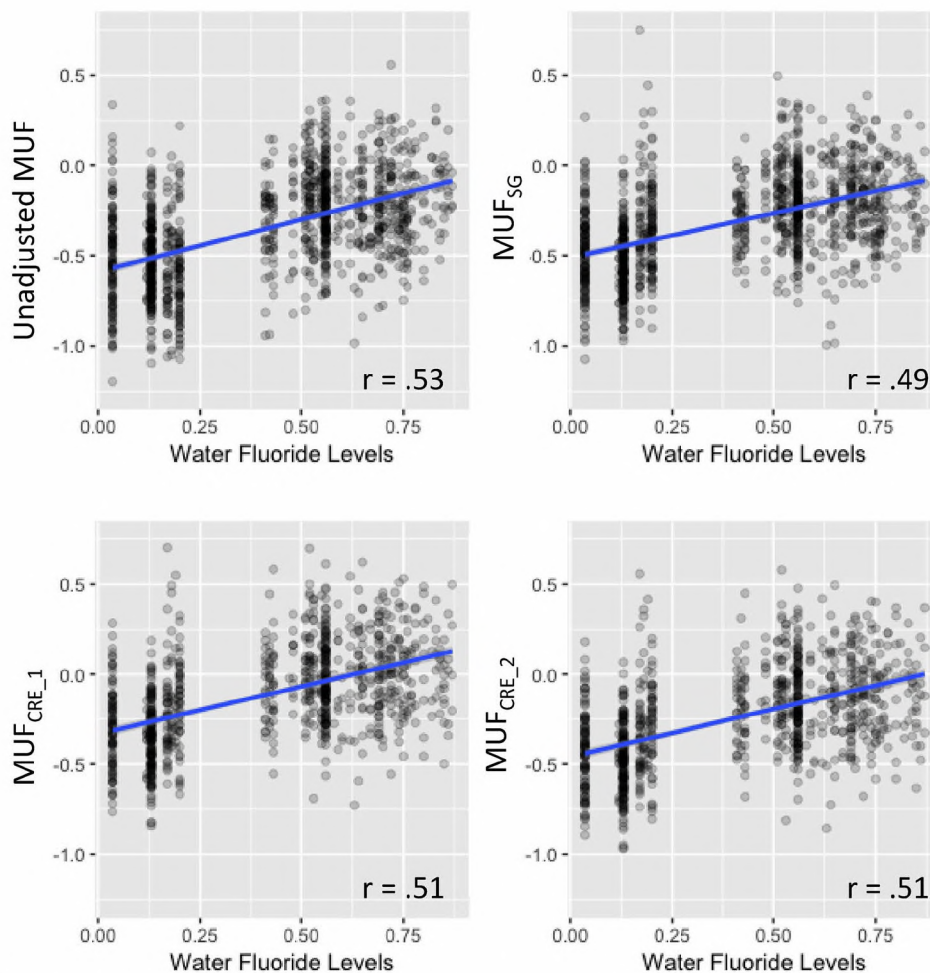 Unadjusted MUF
0.5
0.0
-0.5
-1.0
r = .53
0.00 0.25 0.50 0.75
Water Fluoride Levels
MUFSG
0.5
0.0
-0.5
-1.0
r = .49
0.00 0.25 0.50 0.75
Water Fluoride Levels
MUFCRE_1
0.5
0.0
-0.5
-1.0
r = .51
0.00 0.25 0.50 0.75
Water Fluoride Levels
MUFCRE_2
0.5
0.0
-0.5
-1.0
r = .51
0.00 0.25 0.50 0.75
Water Fluoride Levels